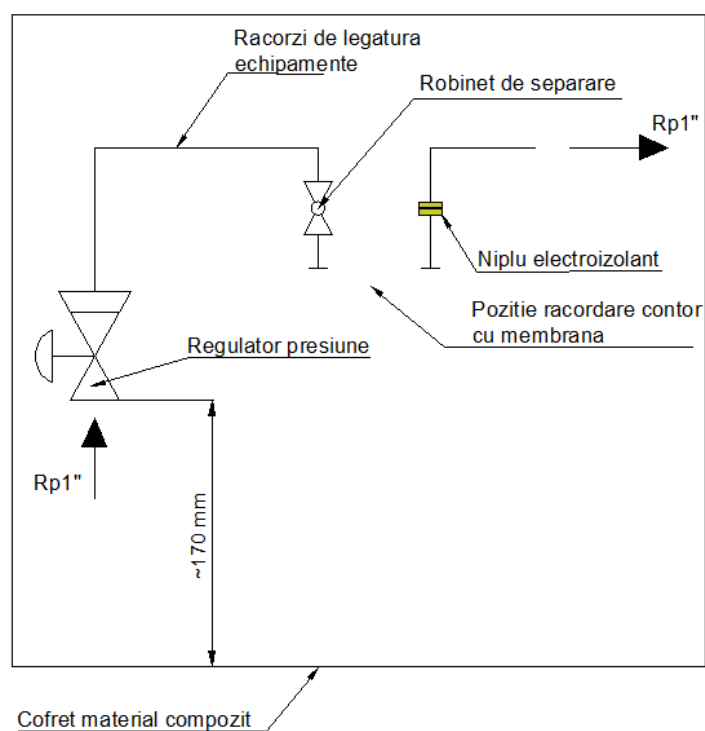 Racorzi de legatura
echipamente
Robinet de separare
Rp1"
Niplu electroizolant
Pozitie racordare contor
cu membrana
Regulator presiune
Rp1"
~170 mm
Cofret material compozit